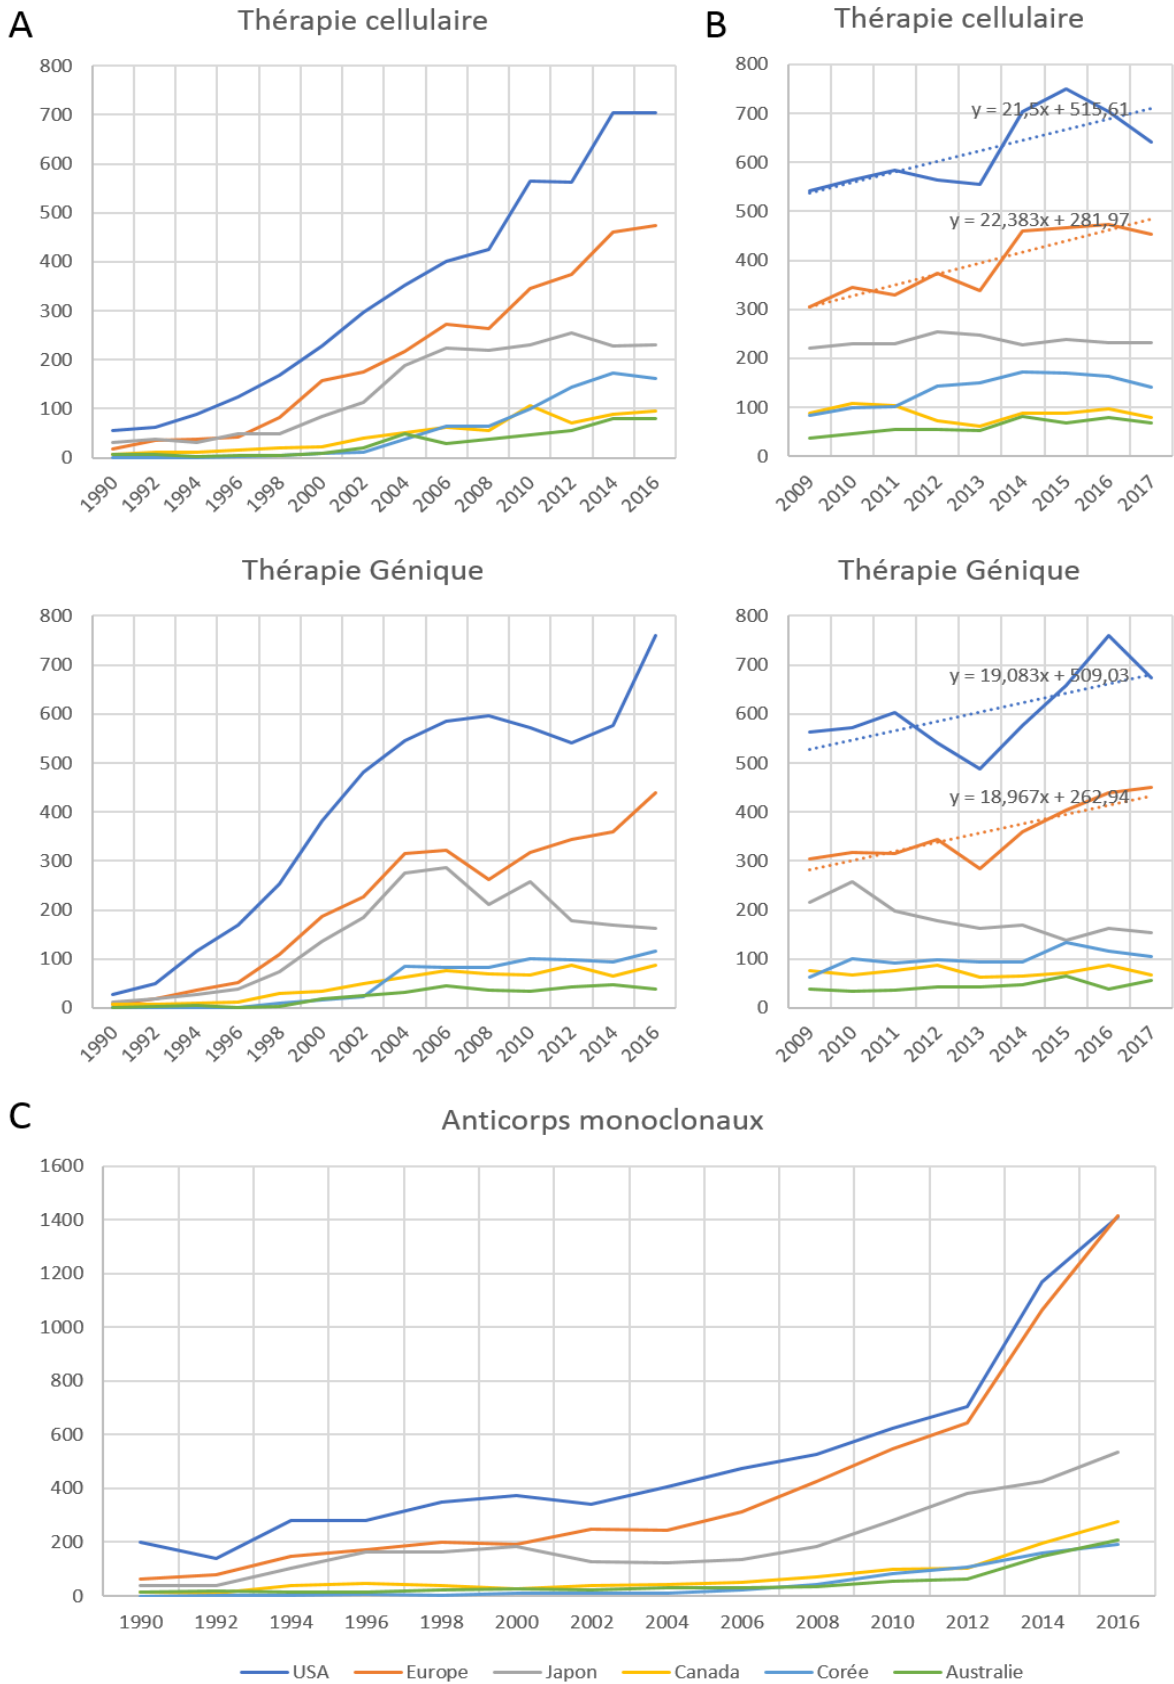 A
Thérapie cellulaire
800
700
600
500
400
300
200
100
0
1990 1992 1994 1996 1998 2000 2002 2004 2006 2008 2010 2012 2014 2016
B
Thérapie cellulaire
800
700
600
500
400
300
200
100
0
y = 21,5x + 515,61
y = 22,383x + 281,97
2009 2010 2011 2012 2013 2014 2015 2016 2017
Thérapie Génique
800
700
600
500
400
300
200
100
0
1990 1992 1994 1996 1998 2000 2002 2004 2006 2008 2010 2012 2014 2016
Thérapie Génique
800
700
600
500
400
300
200
100
0
y = 19,083x + 509,03
y = 18,967x + 262,94
2009 2010 2011 2012 2013 2014 2015 2016 2017
C
Anticorps monoclonaux
1600
1400
1200
1000
800
600
400
200
0
1990 1992 1994 1996 1998 2000 2002 2004 2006 2008 2010 2012 2014 2016
USA Europe Japon Canada Corée Australie